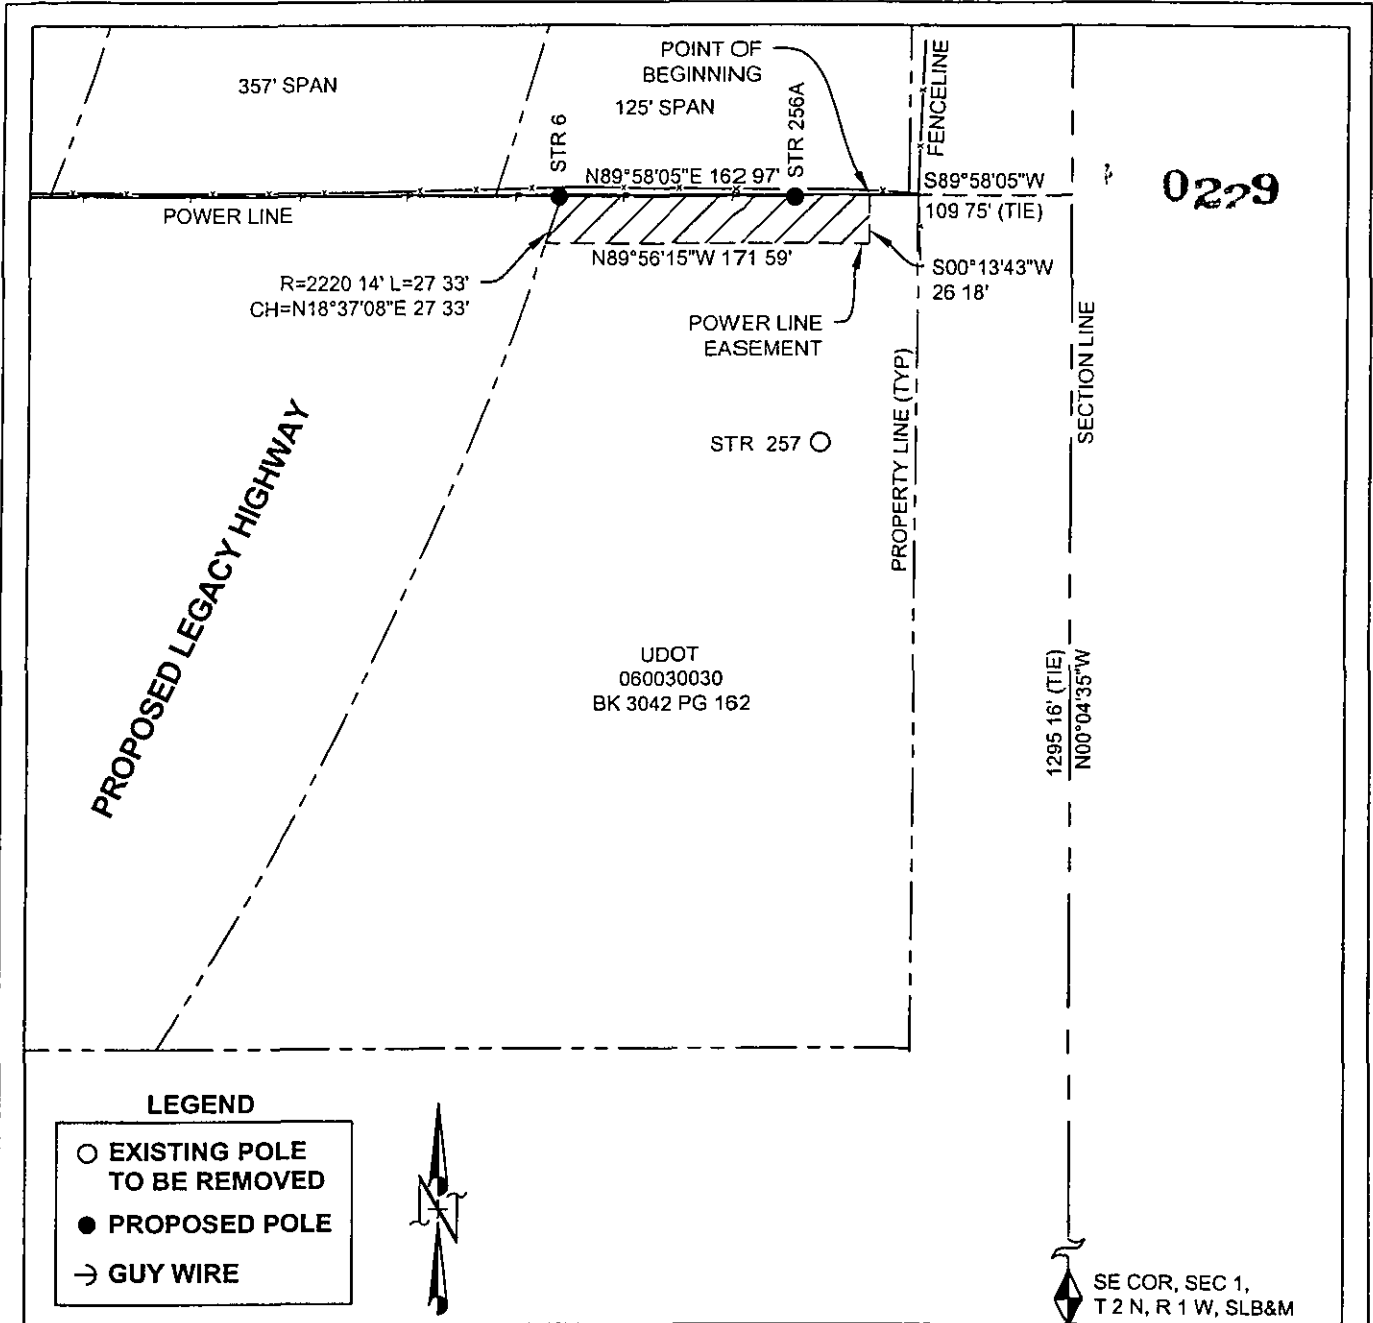 357' SPAN
POINT OF
BEGINNING
125' SPAN
STR 6
STR 256A
FENCELINE
N89°58'05"E 162 97'
S89°58'05"W
109 75' (TIE)
0229
POWER LINE
N89°56'15"W 171 59'
R=2220 14' L=27 33'
CH=N18°37'08"E 27 33'
S00°13'43"W
26 18'
POWER LINE
EASEMENT
PROPERTY LINE (TYP)
SECTION LINE
STR 257
PROPOSED LEGACY HIGHWAY
UDOT
060030030
BK 3042 PG 162
1295 16' (TIE)
N00°04'35"W
LEGEND
EXISTING POLE
TO BE REMOVED
PROPOSED POLE
GUY WIRE
N
SE COR, SEC 1,
T 2 N, R 1 W, SLB&M